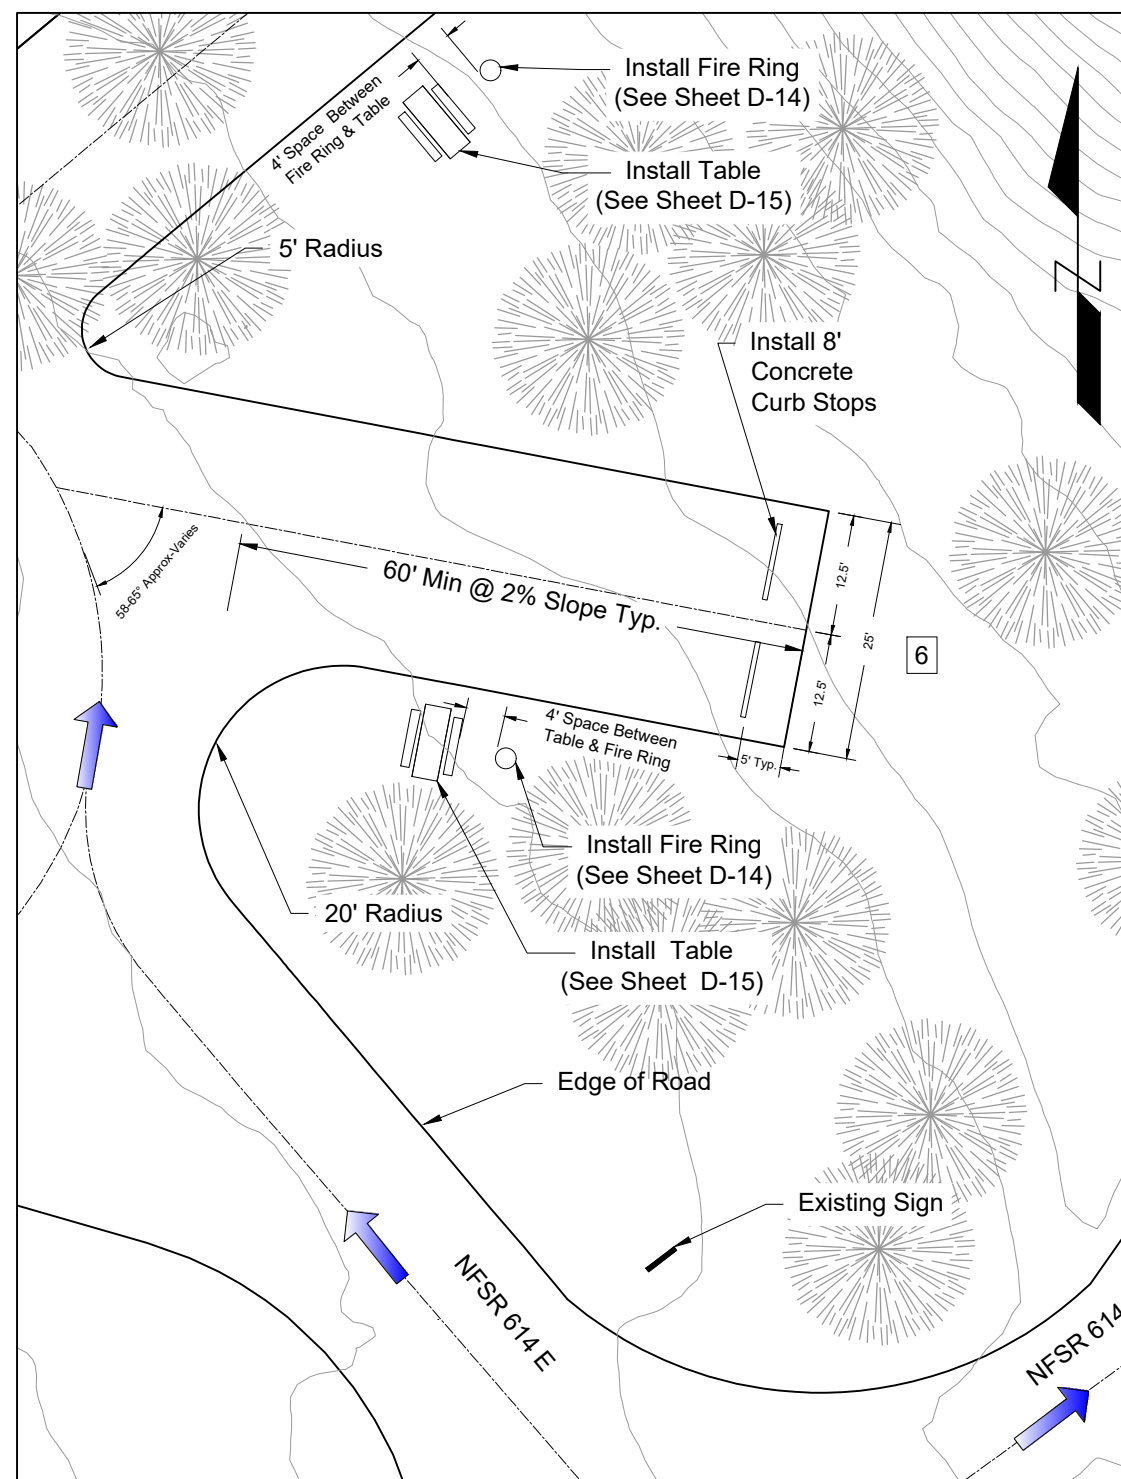 Install Fire Ring
(See Sheet D-14)
4' Space Between
Fire Ring & Table
Install Table
(See Sheet D-15)
5' Radius
Z
Install 8'
Concrete
Curb Stops
58-65° Approx-Varies
60' Min @ 2% Slope Typ.
12.5'
25'
12.5'
6
4' Space Between
Table & Fire Ring
5' Typ.
Install Fire Ring
(See Sheet D-14)
20' Radius
Install Table
(See Sheet D-15)
Edge of Road
Existing Sign
NFSR 614 E
NFSR 614